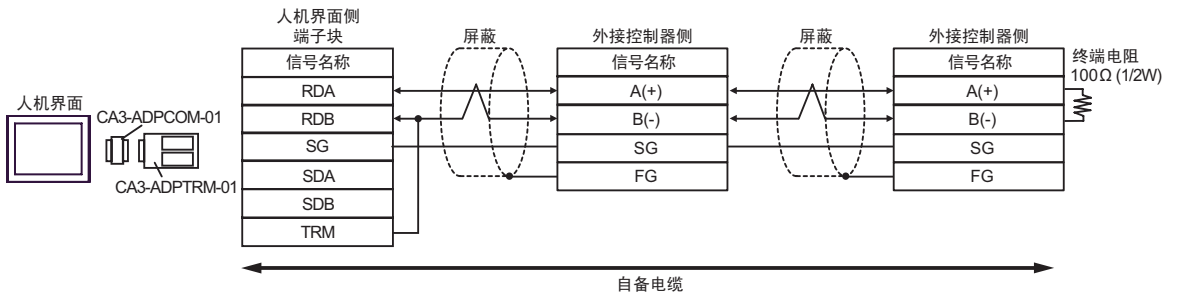 人机界面
CA3-ADPCOM-01
CA3-ADPTRM-01
人机界面侧
端子块
信号名称
RDA
RDB
SG
SDA
SDB
TRM
屏蔽
外接控制器侧
信号名称
A(+)
B(-)
SG
FG
屏蔽
外接控制器侧
信号名称
A(+)
B(-)
SG
FG
终端电阻
100Ω (1/2W)
自备电缆